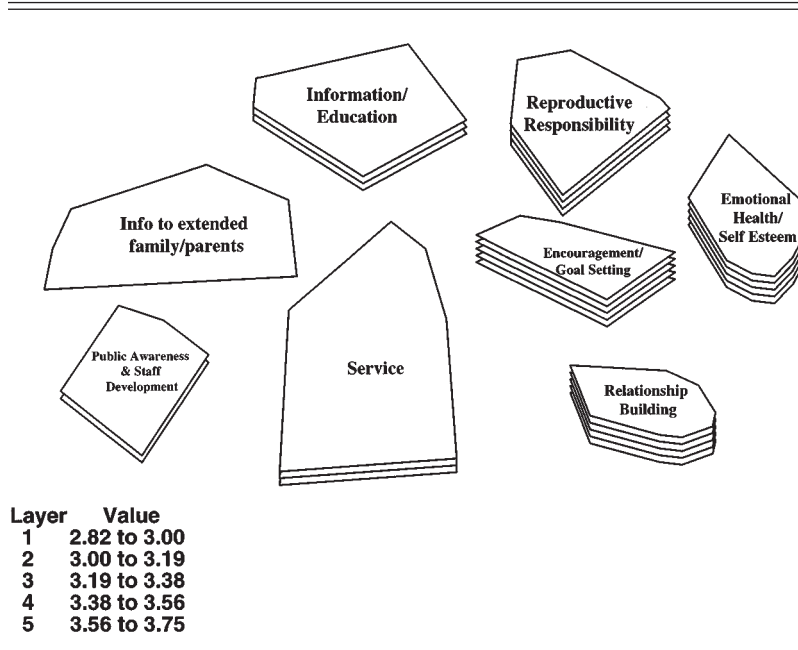 Information/
Education
Reproductive
Responsibility
Emotional
Health/
Self Esteem
Info to extended
family/parents
Encouragement/
Goal Setting
Public Awareness
& Staff
Development
Service
Relationship
Building
Layer Value
1 2.82 to 3.00
2 3.00 to 3.19
3 3.19 to 3.38
4 3.38 to 3.56
5 3.56 to 3.75